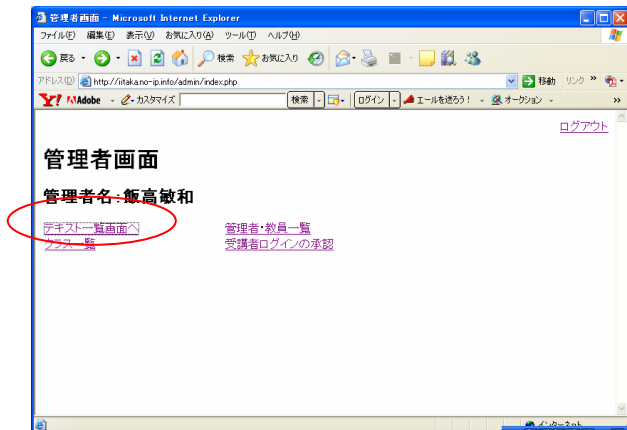 管理者画面 - Microsoft Internet Explorer
ファイル(F) 編集(E) 表示(V) お気に入り(A) ツール(T) ヘルプ(H)
戻る 検索 お気に入り
アドレス(D) http://iitaka.no-ip.info/admin/index.php 移動 リンク »
Y! Adobe カスタマイズ 検索 ログイン メールを送ろう! オークション »
ログアウト
管理者画面
管理者名:飯高敏和
テキスト一覧画面へ 管理者・教員一覧
クラス一覧 受講者ログインの承認
インターネット